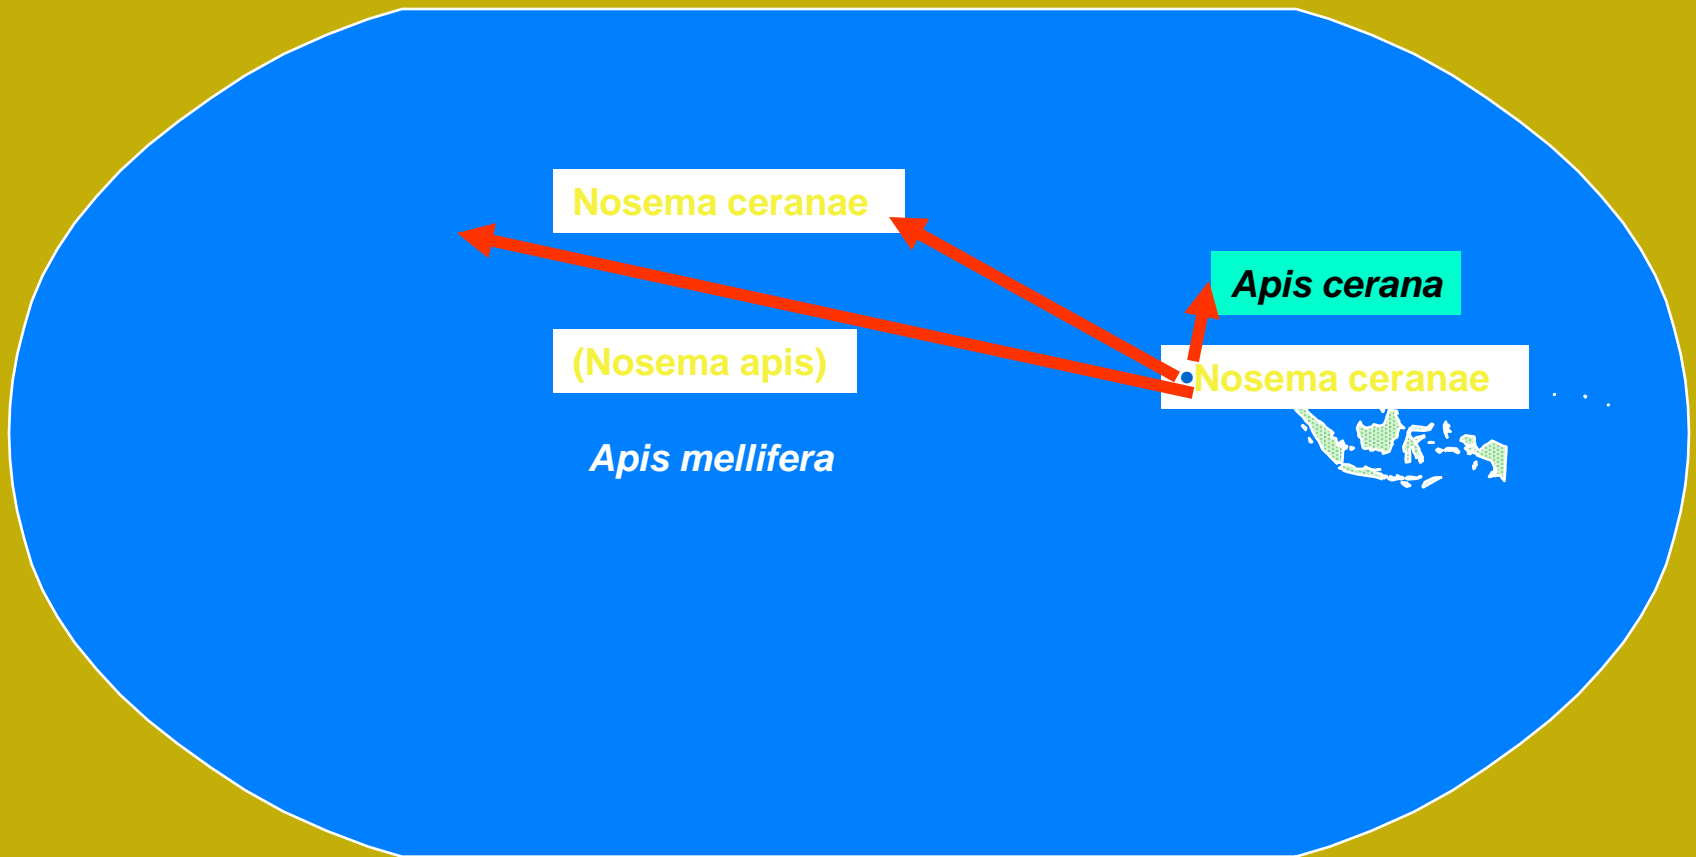 Nosema ceranae
Apis cerana
(Nosema apis)
•Nosema ceranae
Apis mellifera